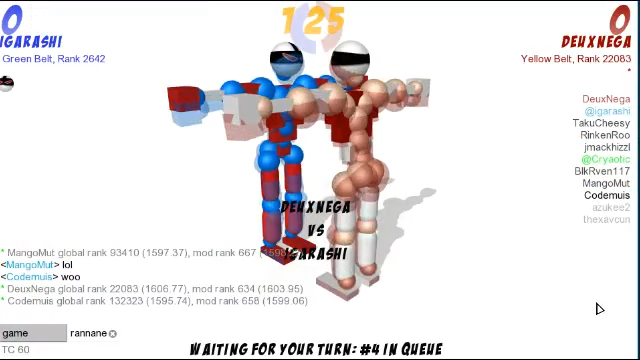 0
IGARASHI
Green Belt, Rank 2642
125
0
DEUXNEGA
Yellow Belt, Rank 22083
*
DeuxNega
@igarashi
TakuCheesy
RinkenRoo
jmackhizzl
@Cryaotic
BlkRven117
MangoMut
Codemuis
azukee2
thexavcun
DEUXNEGA
VS
IGARASHI
* MangoMut global rank 93410 (1597.37), mod rank 667 (159
<MangoMut> lol
<Codemuis> woo
* DeuxNega global rank 22083 (1606.77), mod rank 634 (1603.95)
* Codemuis global rank 132323 (1595.74), mod rank 658 (1599.06)
game
rannane
TC 60
WAITING FOR YOUR TURN: #4 IN QUEUE